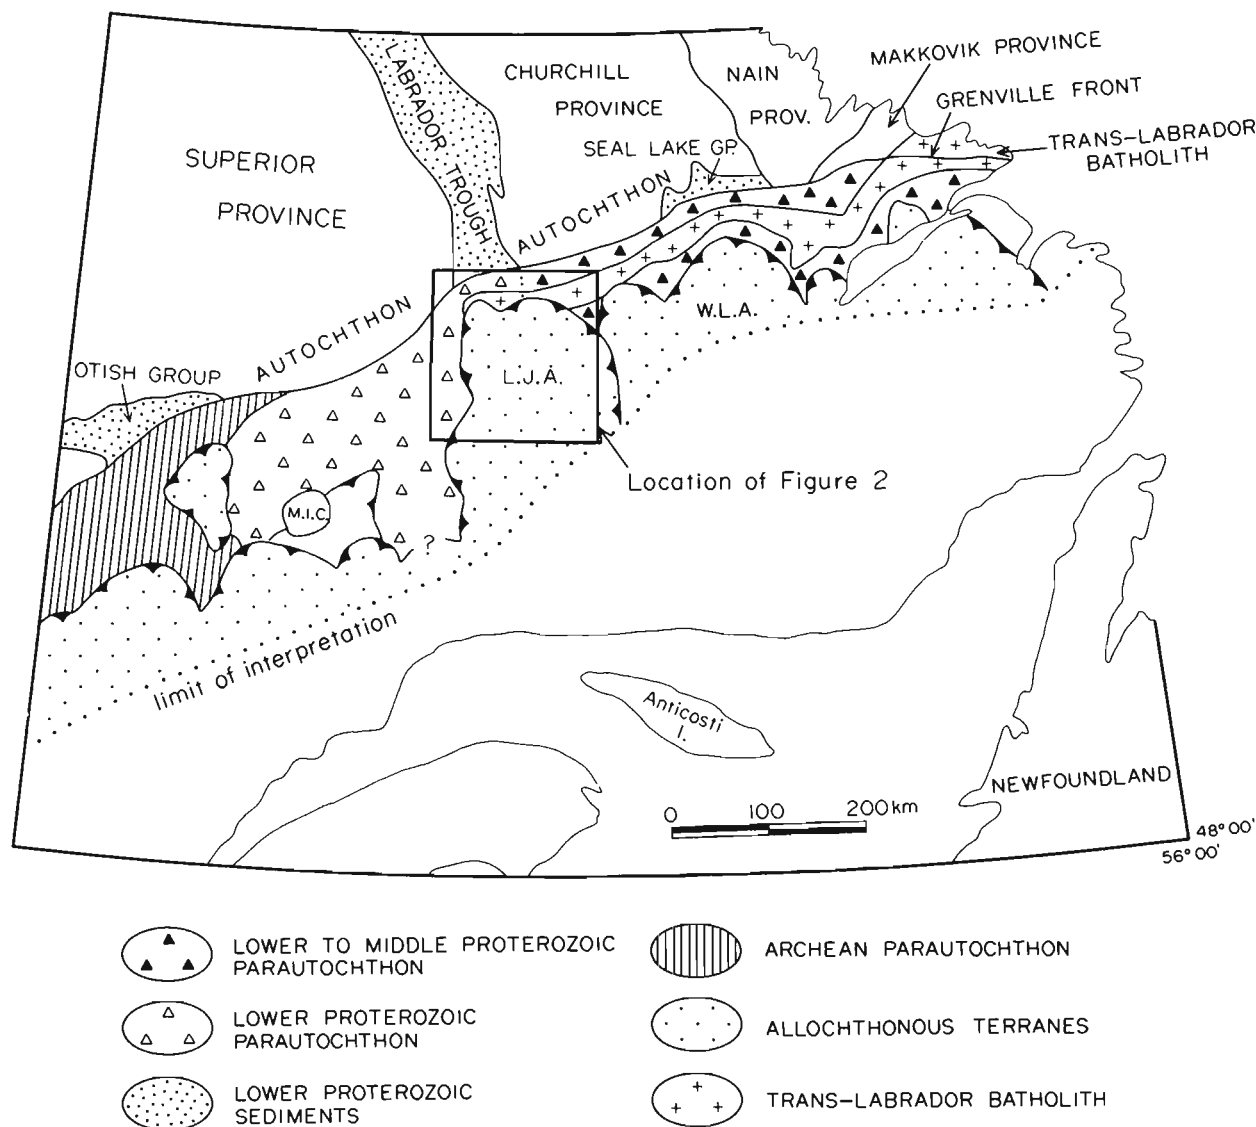 LABRADOR TROUGH
CHURCHILL
PROVINCE
NAIN
PROV.
MAKKOVIK PROVINCE
GRENVILLE FRONT
TRANS-LABRADOR
BATHOLITH
SEAL LAKE GP.
SUPERIOR
PROVINCE
AUTOCHTHON
AUTOCHTHON
OTISH GROUP
W.L.A.
L.J.A.
Location of Figure 2
M.I.C.
?
limit of interpretation
Anticosti
I.
NEWFOUNDLAND
0 100 200 km
48° 00'
56° 00'
LOWER TO MIDDLE PROTEROZOIC
PARAUTOCHTHON
LOWER PROTEROZOIC
PARAUTOCHTHON
LOWER PROTEROZOIC
SEDIMENTS
ARCHEAN PARAUTOCHTHON
ALLOCHTHONOUS TERRANES
TRANS-LABRADOR BATHOLITH